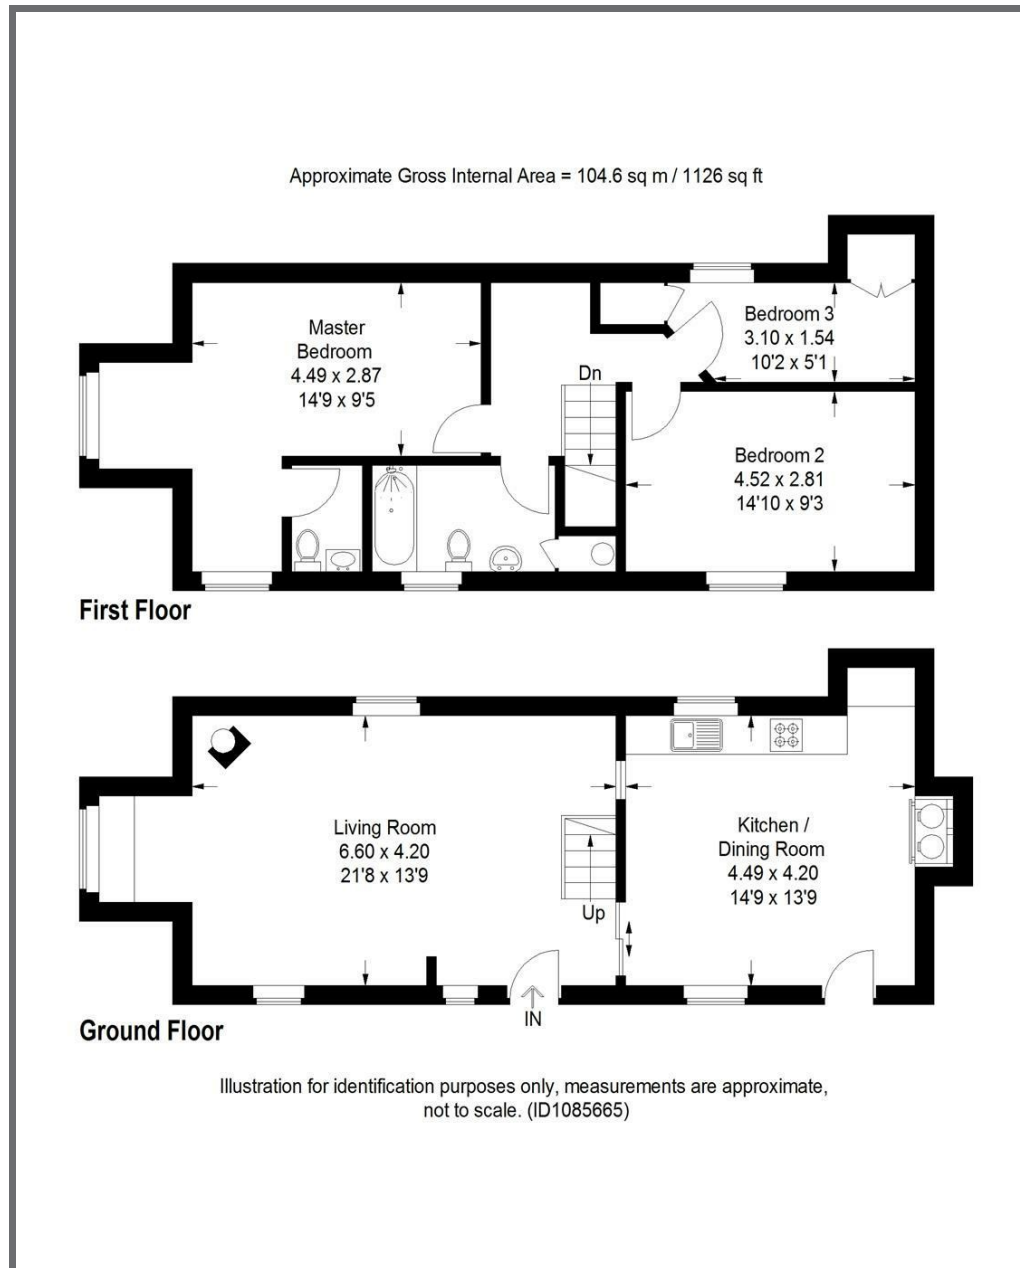 Approximate Gross Internal Area = 104.6 sq m / 1126 sq ft
Master
Bedroom
4.49 x 2.87
14'9 x 9'5
Dn
Bedroom 3
3.10 x 1.54
10'2 x 5'1
Bedroom 2
4.52 x 2.81
14'10 x 9'3
First Floor
Living Room
6.60 x 4.20
21'8 x 13'9
Up
Kitchen /
Dining Room
4.49 x 4.20
14'9 x 13'9
IN
Ground Floor
Illustration for identification purposes only, measurements are approximate,
not to scale. (ID1085665)